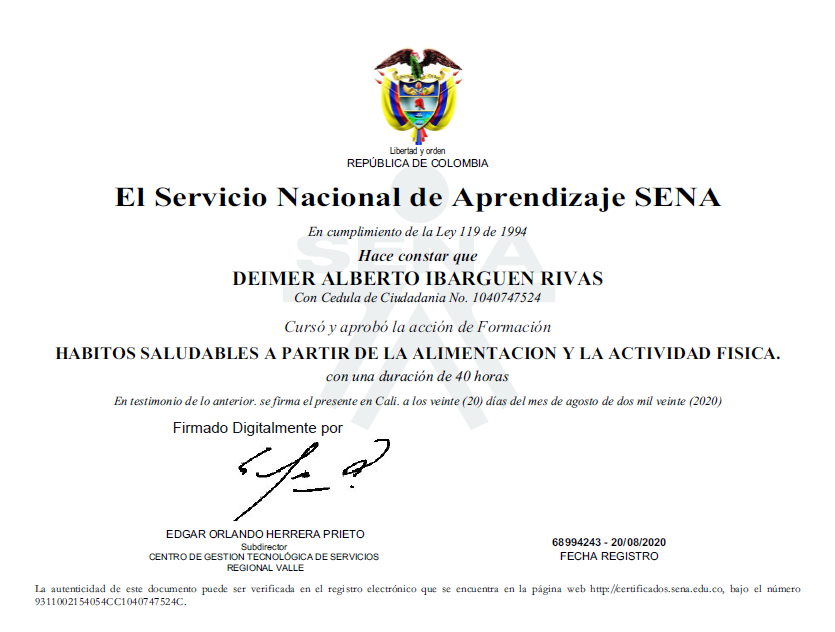 Libertad y orden
REPÚBLICA DE COLOMBIA
El Servicio Nacional de Aprendizaje SENA
En cumplimiento de la Ley 119 de 1994
SENA
Hace constar que
DEIMER ALBERTO IBARGUEN RIVAS
Con Cedula de Ciudadania No. 1040747524
Cursó y aprobó la acción de Formación
HABITOS SALUDABLES A PARTIR DE LA ALIMENTACION Y LA ACTIVIDAD FISICA.
con una duración de 40 horas
En testimonio de lo anterior. se firma el presente en Cali. a los veinte (20) días del mes de agosto de dos mil veinte (2020)
Firmado Digitalmente por
EDGAR ORLANDO HERRERA PRIETO
Subdirector
CENTRO DE GESTION TECNOLÓGICA DE SERVICIOS
REGIONAL VALLE
68994243 - 20/08/2020
FECHA REGISTRO
La autenticidad de este documento puede ser verificada en el registro electrónico que se encuentra en la página web http://certificados.sena.edu.co, bajo el número
9311002154054CC1040747524C.